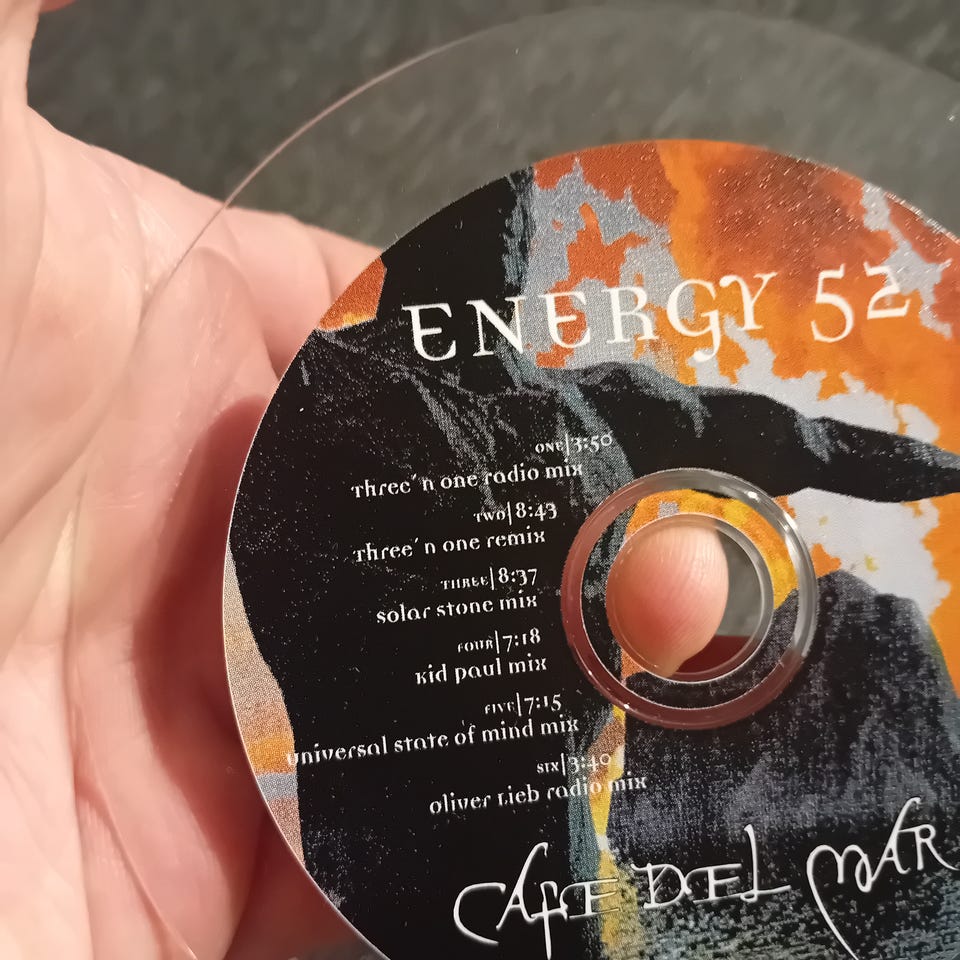 ENERGY 52
ONE|3:50
Three´n one radio mix
TWO|8:43
Three´n one remix
THREE|8:37
solar stone mix
FOUR|7:18
Kid paul mix
FIVE|7:15
universal state of mind mix
SIX|3:40
oliver Lieb radio mix
CAFE DEL MAR